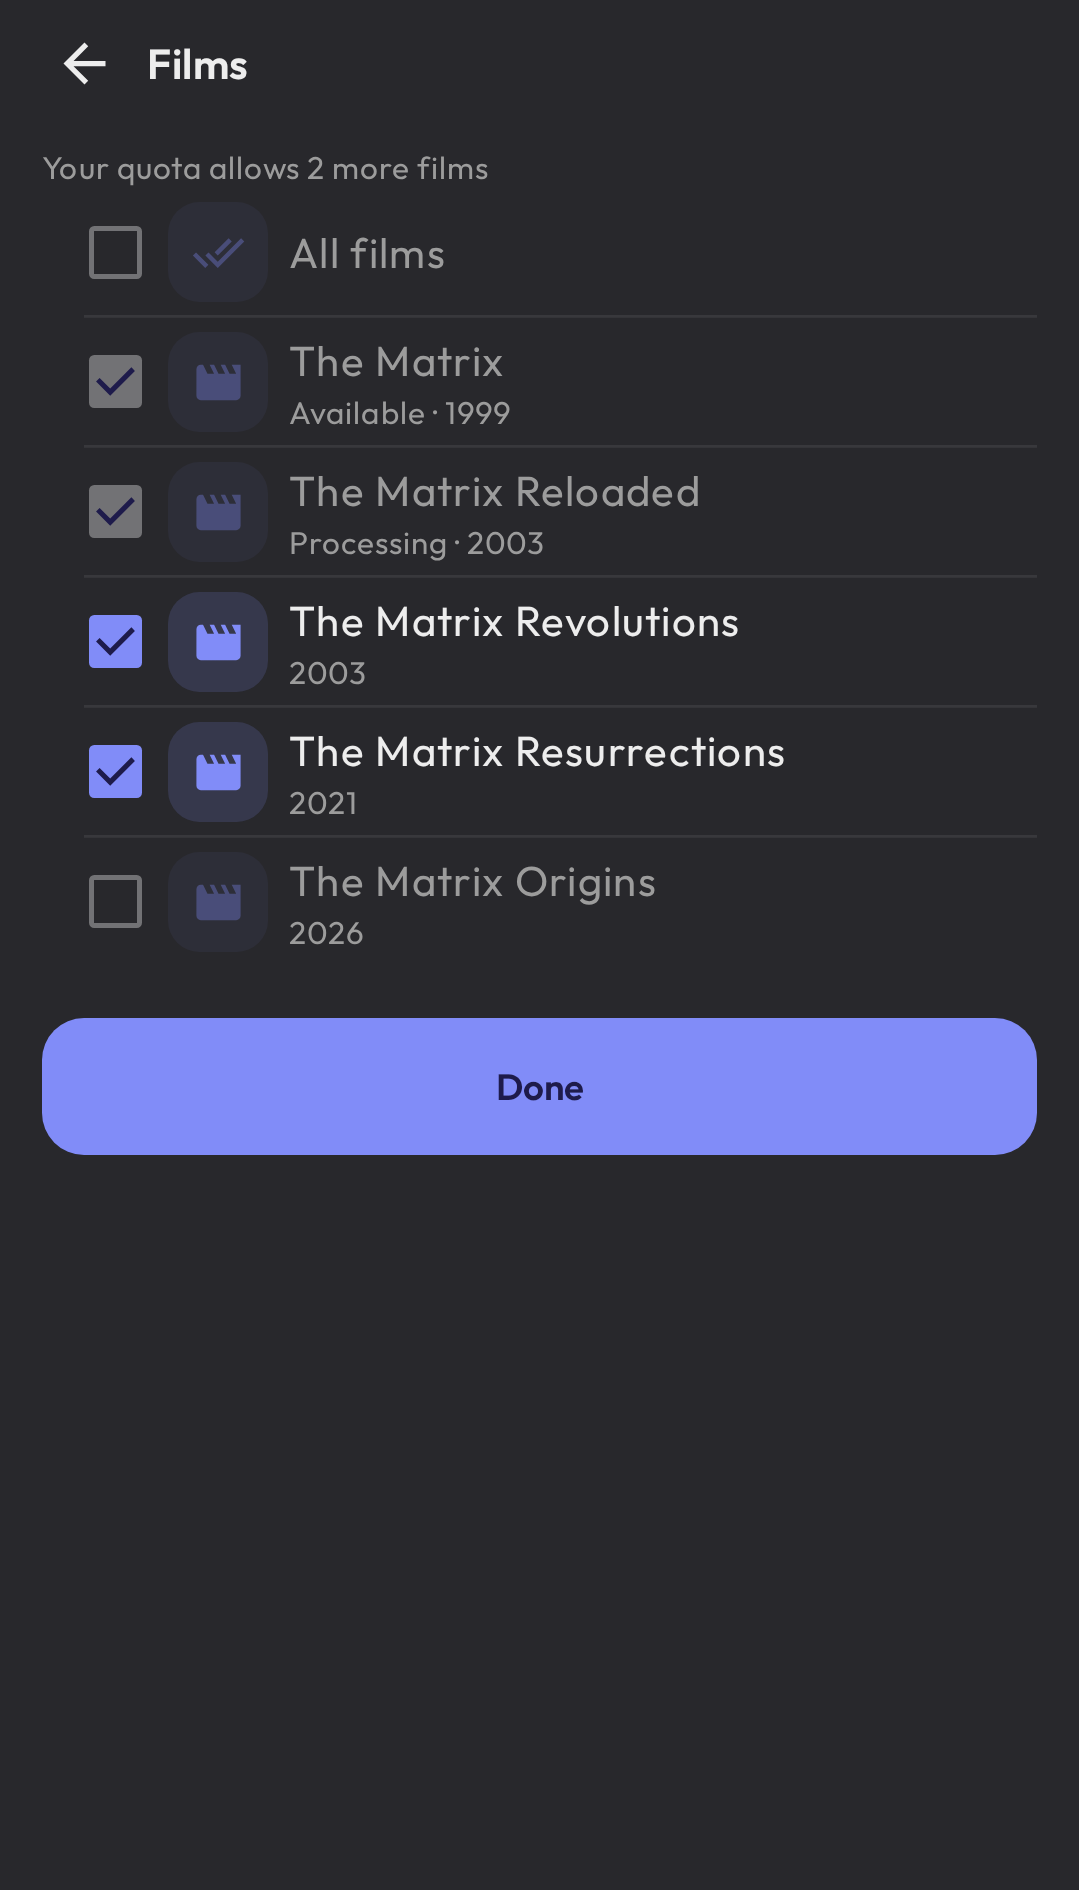 Films
Your quota allows 2 more films
All films
The Matrix
Available · 1999
The Matrix Reloaded
Processing · 2003
The Matrix Revolutions
2003
The Matrix Resurrections
2021
The Matrix Origins
2026
Done